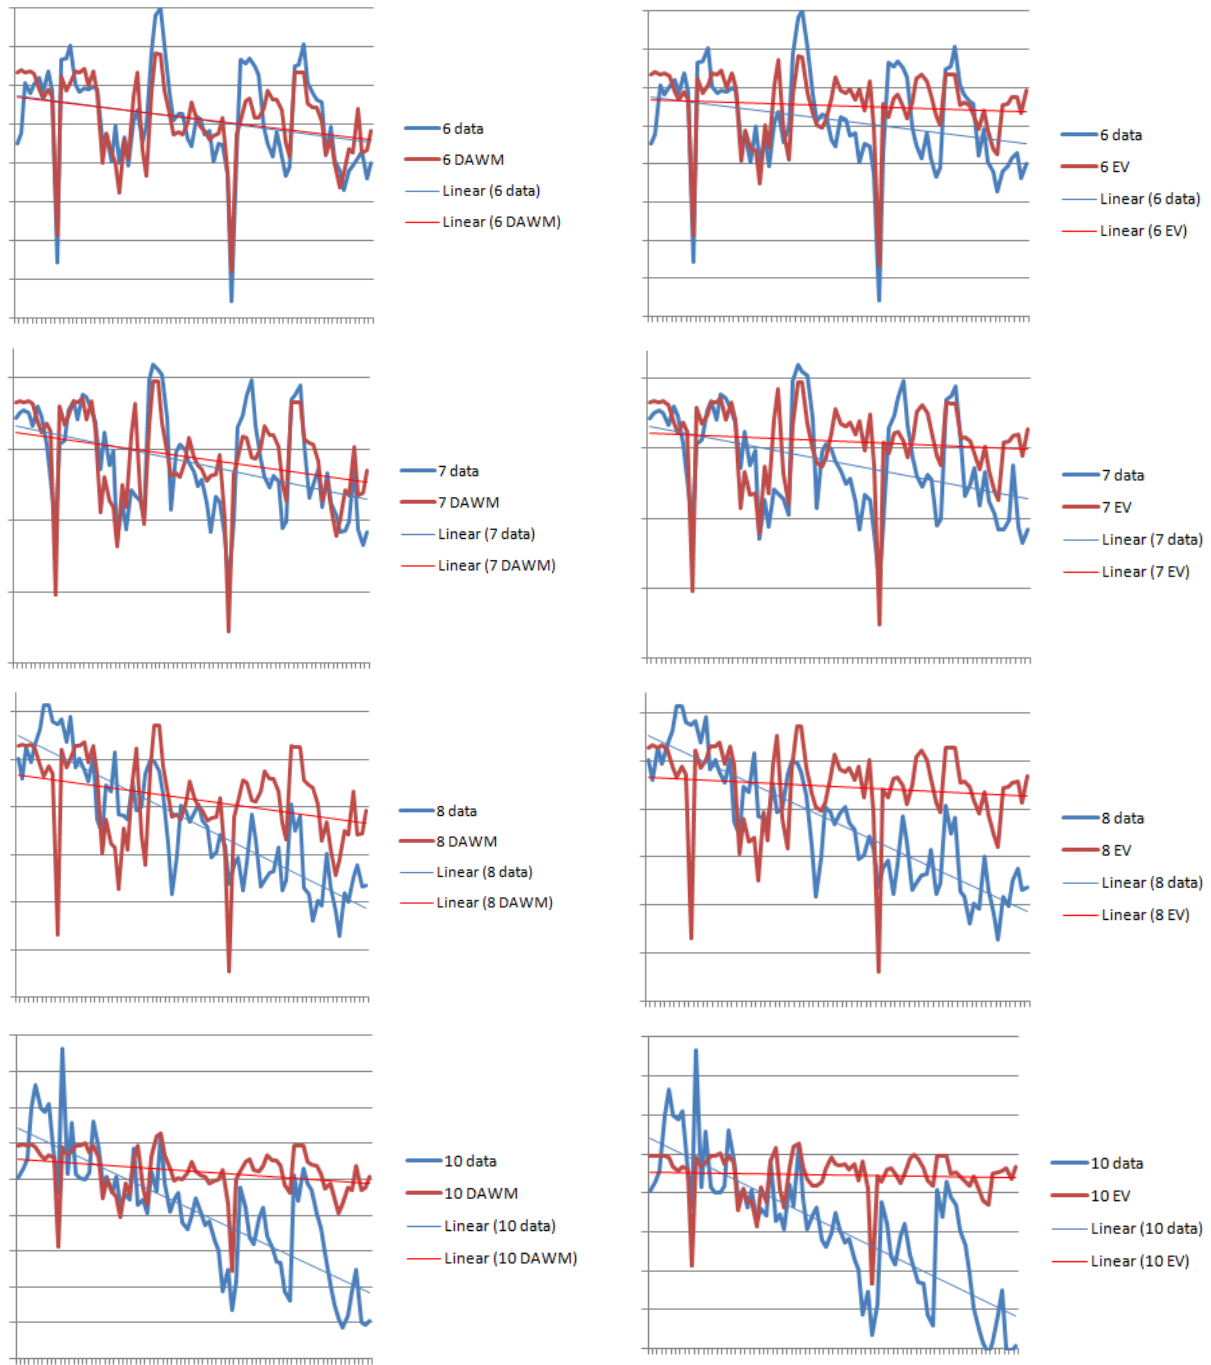 6 data
6 DAWM
Linear (6 data)
Linear (6 DAWM)
6 data
6 EV
Linear (6 data)
Linear (6 EV)
7 data
7 DAWM
Linear (7 data)
Linear (7 DAWM)
7 data
7 EV
Linear (7 data)
Linear (7 EV)
8 data
8 DAWM
Linear (8 data)
Linear (8 DAWM)
8 data
8 EV
Linear (8 data)
Linear (8 EV)
10 data
10 DAWM
Linear (10 data)
Linear (10 DAWM)
10 data
10 EV
Linear (10 data)
Linear (10 EV)